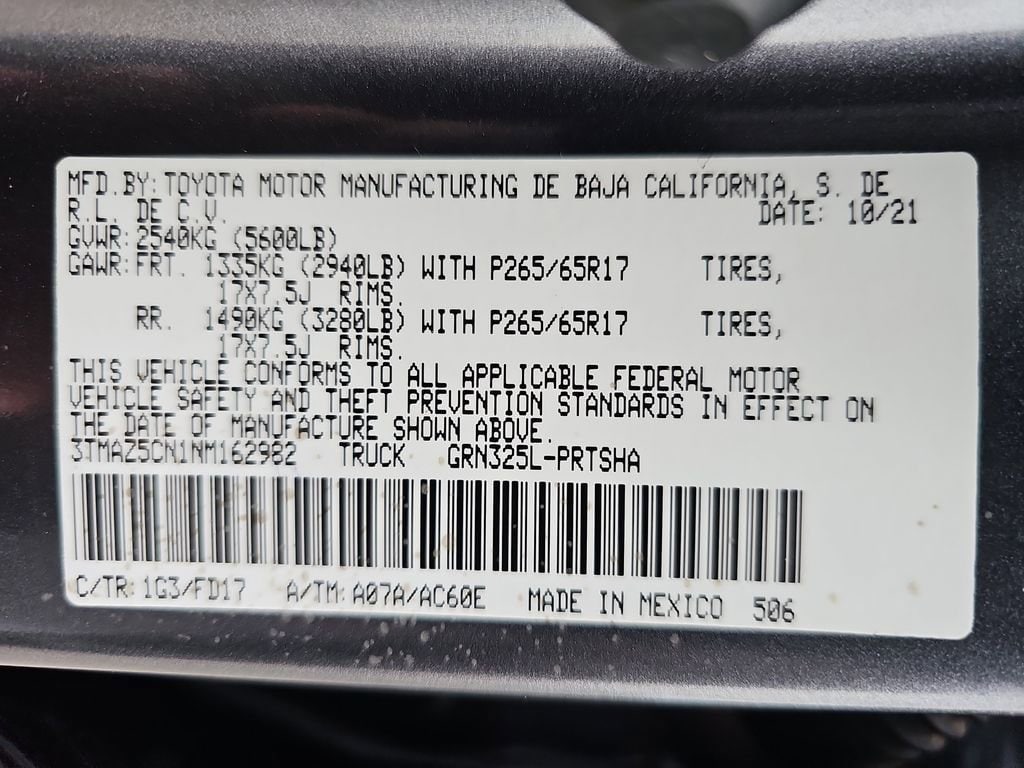 MFD.BY: TOYOTA MOTOR MANUFACTURING DE BAJA CALIFORNIA, S. DE
R.L. DE C.V. DATE: 10/21
GVWR: 2540KG (5600LB)
GAWR: FRT. 1335KG (2940LB) WITH P265/65R17 TIRES,
17X7.5J RIMS.
RR. 1490KG (3280LB) WITH P265/65R17 TIRES,
17X7.5J RIMS.
THIS VEHICLE CONFORMS TO ALL APPLICABLE FEDERAL MOTOR
VEHICLE SAFETY AND THEFT PREVENTION STANDARDS IN EFFECT ON
THE DATE OF MANUFACTURE SHOWN ABOVE.
3TMAZ5CN1NM162982 TRUCK GRN325L-PRTSHA
C/TR: 1G3/FD17 A/TM: A07A/AC60E MADE IN MEXICO 506